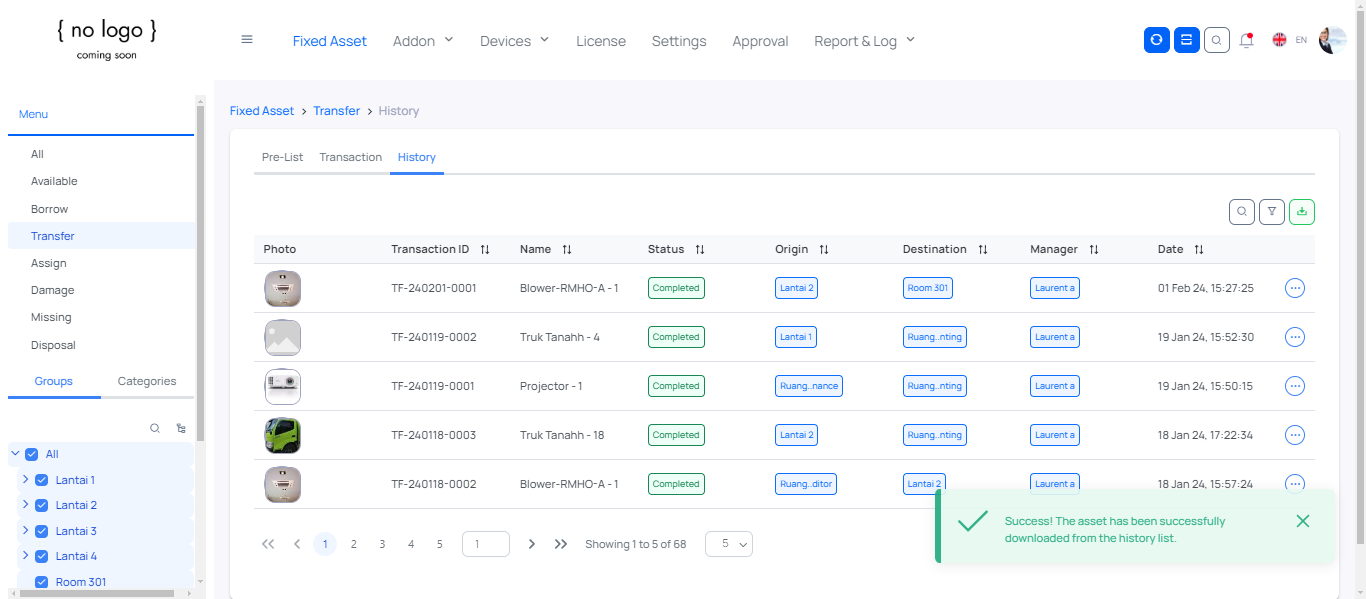 { no logo }
coming soon
Fixed Asset Addon Devices License Settings Approval Report & Log EN
Menu
All
Available
Borrow
Transfer
Assign
Damage
Missing
Disposal
Groups Categories
All
Lantai 1
Lantai 2
Lantai 3
Lantai 4
Room 301
Fixed Asset > Transfer > History
Pre-List Transaction History
Photo Transaction ID Name Status Origin Destination Manager Date
TF-240201-0001 Blower-RMHO-A - 1 Completed Lantai 2 Room 301 Laurent a 01 Feb 24, 15:27:25
TF-240119-0002 Truk Tanahh - 4 Completed Lantai 1 Ruang..nting Laurent a 19 Jan 24, 15:52:30
TF-240119-0001 Projector - 1 Completed Ruang..nance Ruang..nting Laurent a 19 Jan 24, 15:50:15
TF-240118-0003 Truk Tanahh - 18 Completed Lantai 2 Ruang..nting Laurent a 18 Jan 24, 17:22:34
TF-240118-0002 Blower-RMHO-A - 1 Completed Ruang..ditor Lantai 2 Laurent a 18 Jan 24, 15:57:24
1 2 3 4 5 1 Showing 1 to 5 of 68 5
Success! The asset has been successfully
downloaded from the history list.